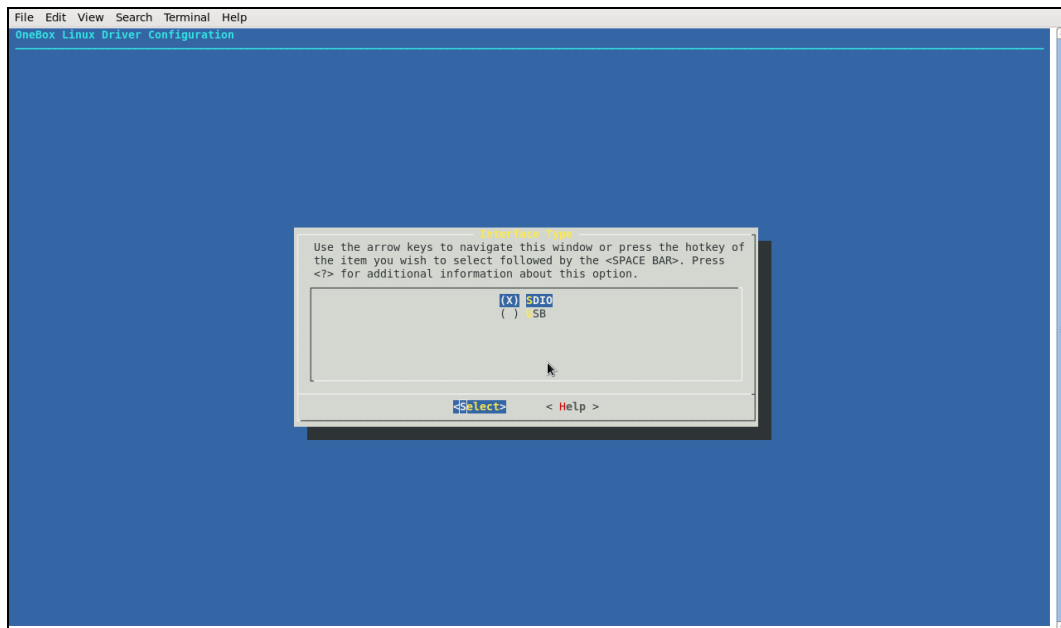 File Edit View Search Terminal Help
OneBox Linux Driver Configuration
Interface Type
Use the arrow keys to navigate this window or press the hotkey of
the item you wish to select followed by the <SPACE BAR>. Press
<?> for additional information about this option.
(X) SDIO
( ) USB
<Select> < Help >